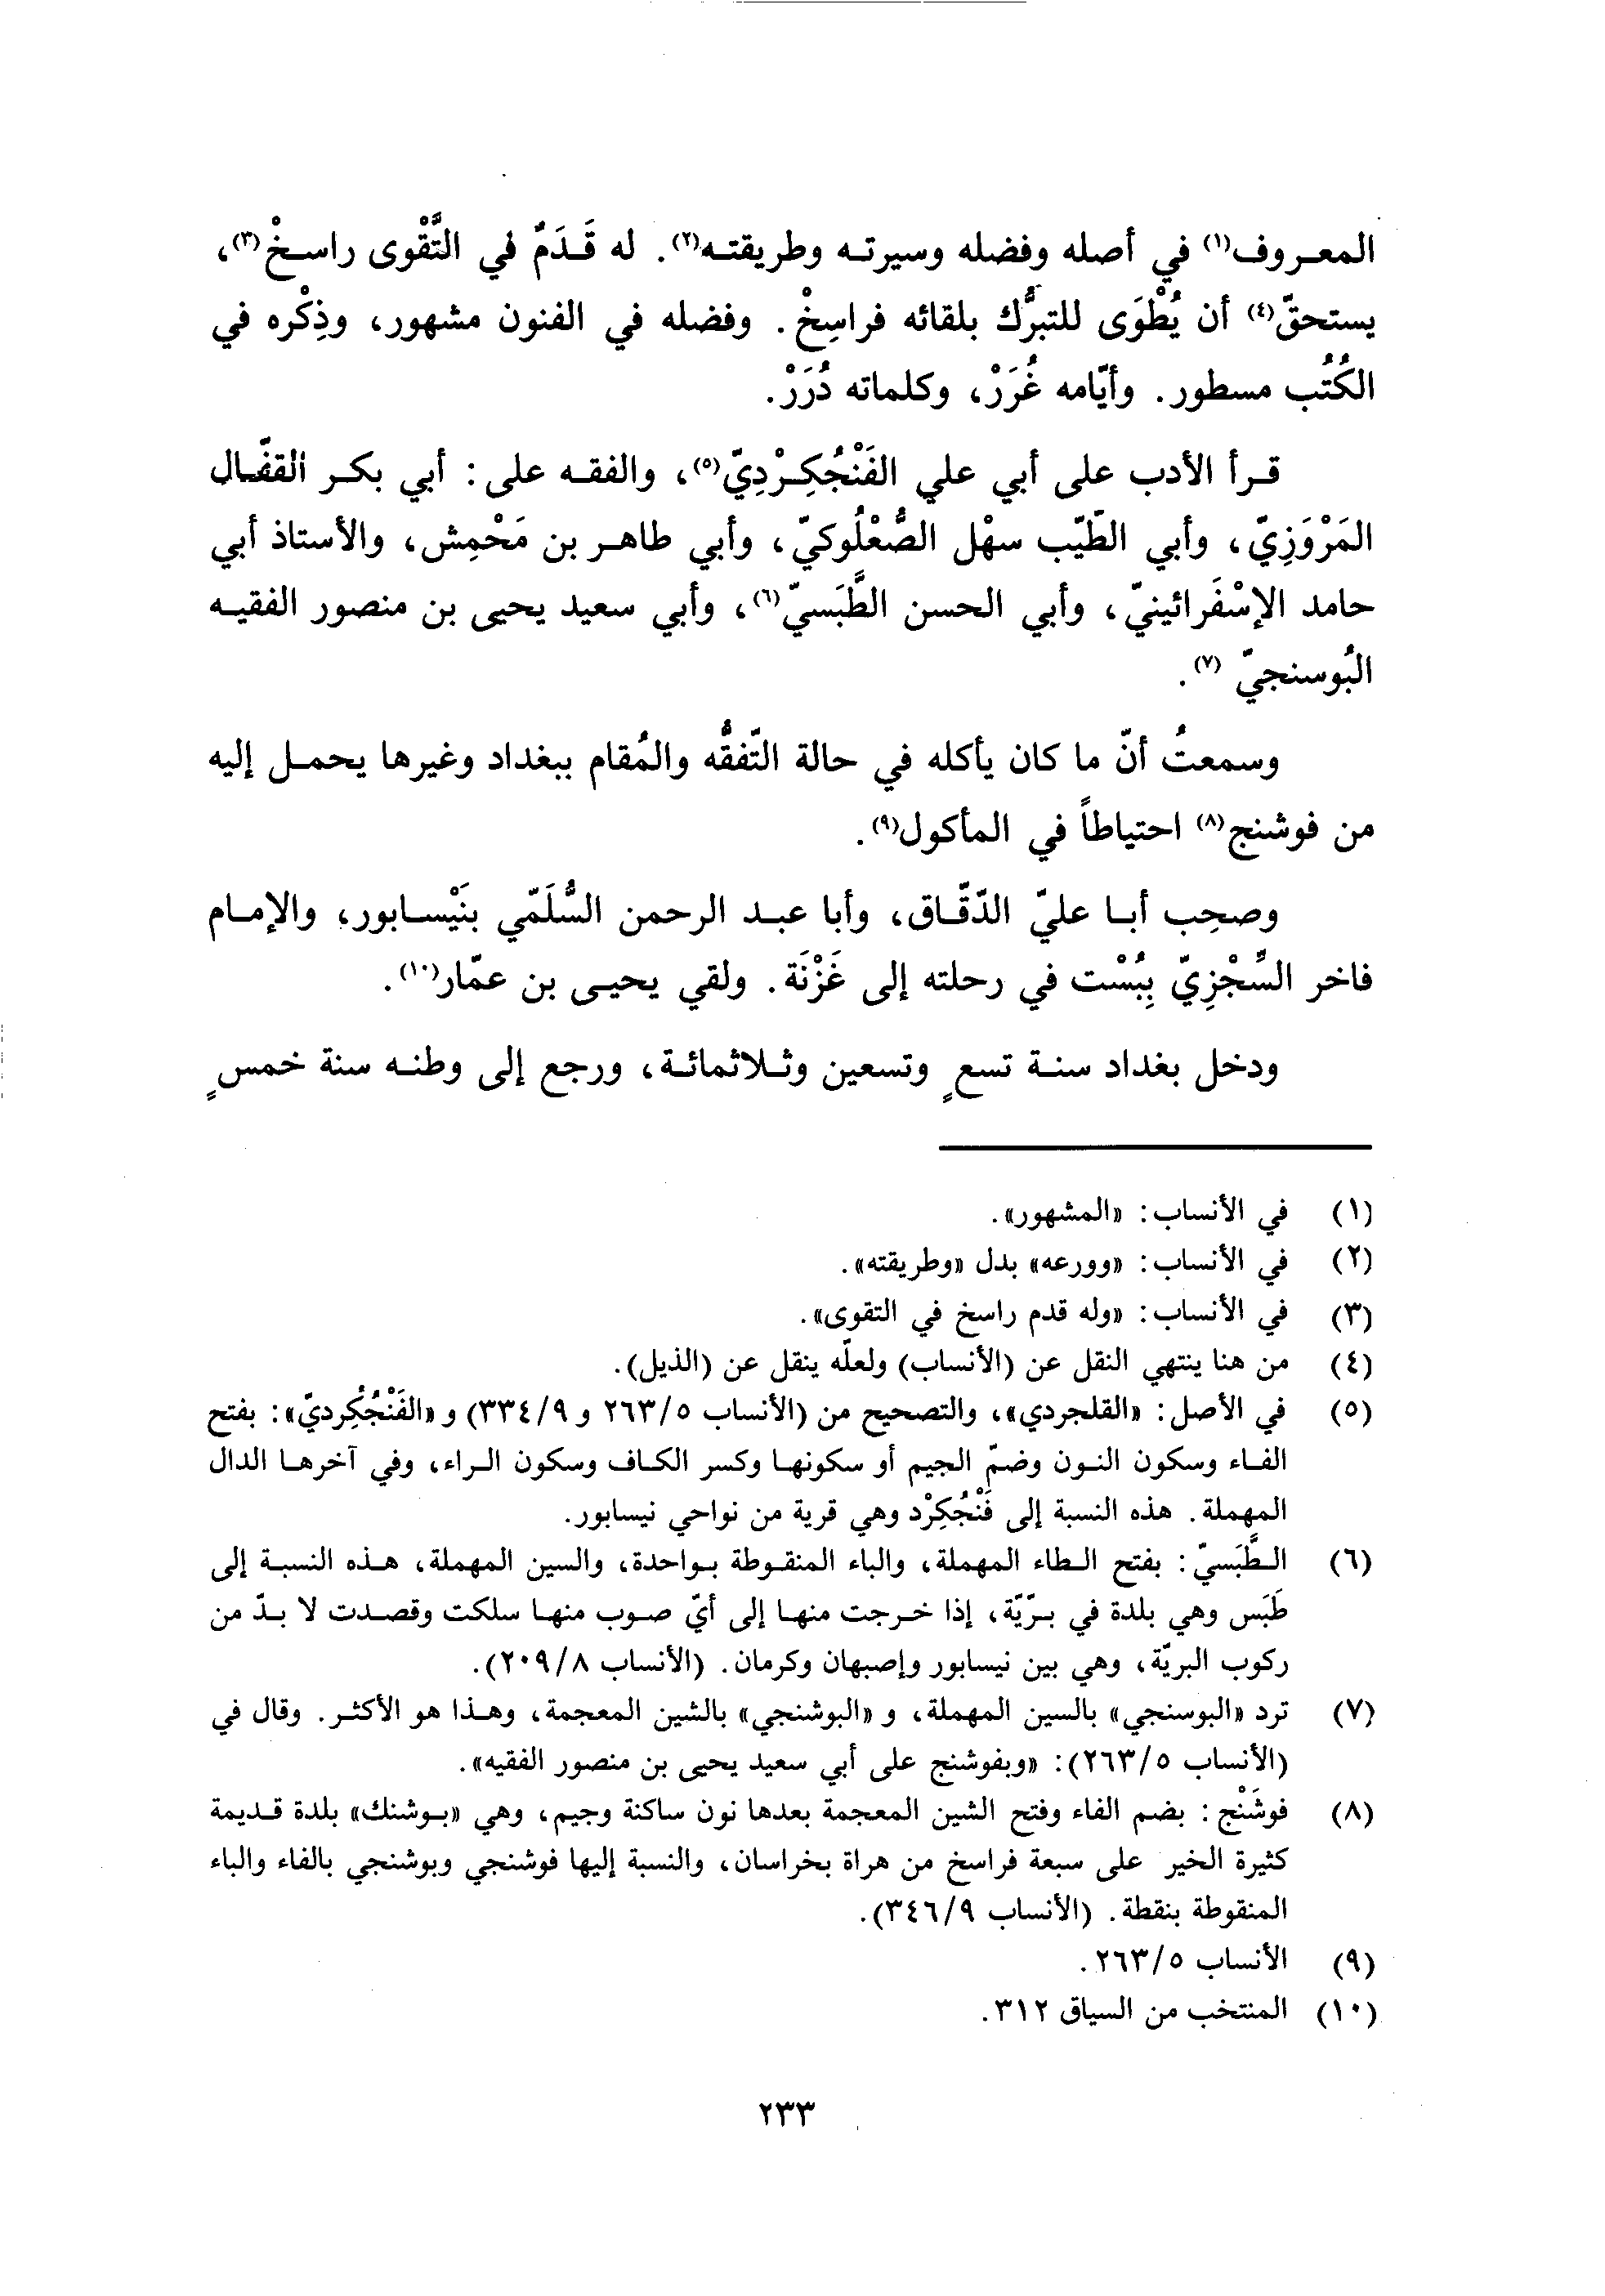 المعروف(١) في أصله وفضله وسيرته وطريقته(٢). له قَدَمٌ في التَّقْوى راسخْ(٣)،
يستحقّ(٤) أن يُطْوَى للتبرُّك بلقائه فراسِخْ. وفضله في الفنون مشهور، وذِكْره في
الكُتُب مسطور. وأيّامه غُرَرْ، وكلماته دُرَرْ.
قرأ الأدب على أبي علي الفَنْجُكِرْدِيّ(٥)، والفقه على: أبي بكر القفّال
المَرْوَزِيّ، وأبي الطّيّب سهْل الصُّعْلُوكيّ، وأبي طاهر بن مَحْمِش، والأستاذ أبي
حامد الإسْفَرائينيّ، وأبي الحسن الطَّبَسيّ(٦)، وأبي سعيد يحيى بن منصور الفقيه
البُوسنجيّ (٧).
وسمعتُ أنّ ما كان يأكله في حالة التّفقُّه والمُقام ببغداد وغيرها يحمل إليه
من فوشنج(٨) احتياطاً في المأكول(٩).
وصحِب أبا عليّ الدّقّاق، وأبا عبد الرحمن السُّلَمّي بنَيْسابور، والإمام
فاخر السِّجْزِيّ بِبُسْت في رحلته إلى غَزْنَة. ولقي يحيى بن عمّار(١٠).
ودخل بغداد سنة تسعٍ وتسعين وثلاثمائة، ورجع إلى وطنه سنة خمسٍ
(١) في الأنساب: «المشهور».
(٢) في الأنساب: «وورعه» بدل «وطريقته».
(٣) في الأنساب: «وله قدم راسخ في التقوى».
(٤) من هنا ينتهي النقل عن (الأنساب) ولعلّه ينقل عن (الذيل).
(٥) في الأصل: «القلجردي»، والتصحيح من (الأنساب ٢٦٣/٥ و ٣٣٤/٩) و «الفَنْجُكِرديّ»: بفتح
الفاء وسكون النون وضمّ الجيم أو سكونها وكسر الكاف وسكون الراء، وفي آخرها الدال
المهملة. هذه النسبة إلى فَنْجُكِرْد وهي قرية من نواحي نيسابور.
(٦) الطَّبَسيّ: بفتح الطاء المهملة، والباء المنقوطة بواحدة، والسين المهملة، هذه النسبة إلى
طَبَس وهي بلدة في برّيّة، إذا خرجت منها إلى أيّ صوب منها سلكت وقصدت لا بدّ من
ركوب البريّة، وهي بين نيسابور وإصبهان وكرمان. (الأنساب ٢٠٩/٨).
(٧) ترد «البوسنجي» بالسين المهملة، و «البوشنجي» بالشين المعجمة، وهذا هو الأكثر. وقال في
(الأنساب ٢٦٣/٥): «وبفوشنج على أبي سعيد يحيى بن منصور الفقيه».
(٨) فوشَنْج: بضم الفاء وفتح الشين المعجمة بعدها نون ساكنة وجيم، وهي «بوشنك» بلدة قديمة
كثيرة الخير على سبعة فراسخ من هراة بخراسان، والنسبة إليها فوشنجي وبوشنجي بالفاء والباء
المنقوطة بنقطة. (الأنساب ٣٤٦/٩).
(٩) الأنساب ٢٦٣/٥.
(١٠) المنتخب من السياق ٣١٢.
٢٣٣